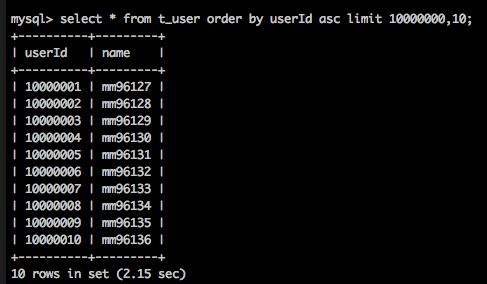 mysql> select * from t_user order by userId asc limit 10000000,10;
+----------+---------+
| userId   | name    |
+----------+---------+
| 10000001 | mm96127 |
| 10000002 | mm96128 |
| 10000003 | mm96129 |
| 10000004 | mm96130 |
| 10000005 | mm96131 |
| 10000006 | mm96132 |
| 10000007 | mm96133 |
| 10000008 | mm96134 |
| 10000009 | mm96135 |
| 10000010 | mm96136 |
+----------+---------+
10 rows in set (2.15 sec)